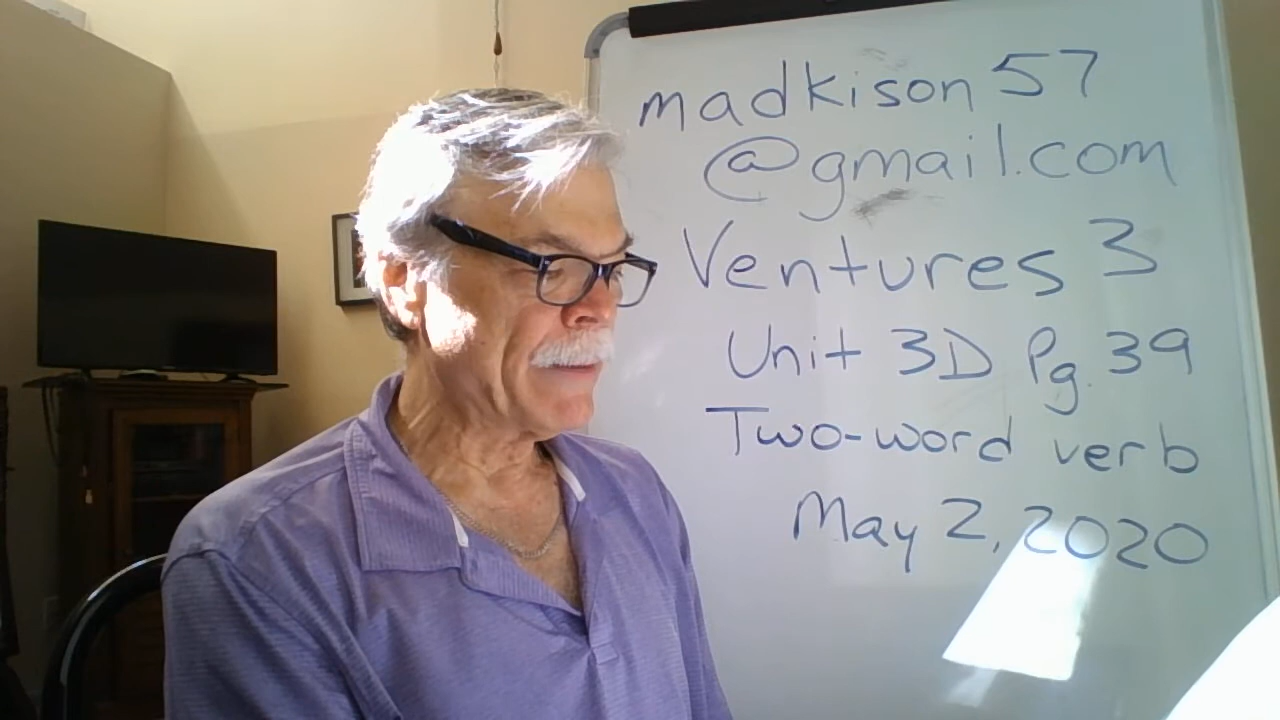 madkison57
@gmail.com
Ventures 3
Unit 3D Pg. 39
Two-word verb
May 2, 2020